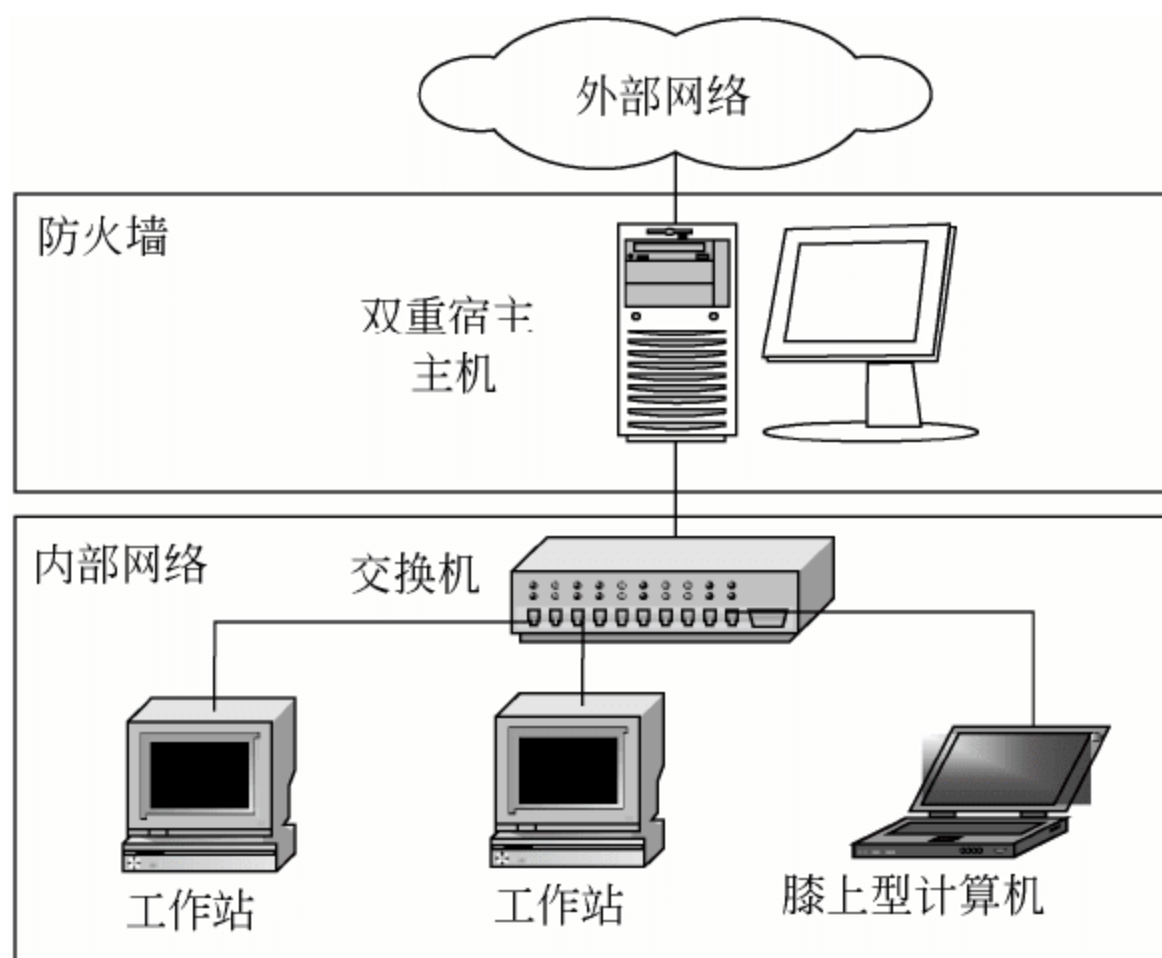 外部网络
防火墙
双重宿主
主机
内部网络
交换机
工作站
工作站
膝上型计算机